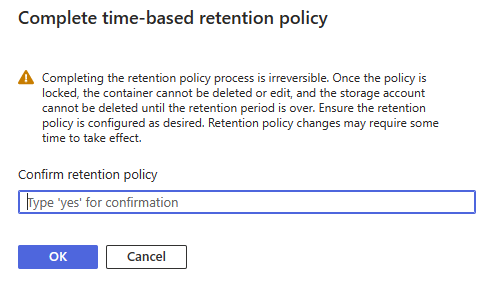 Complete time-based retention policy
Completing the retention policy process is irreversible. Once the policy is
locked, the container cannot be deleted or edit, and the storage account
cannot be deleted until the retention period is over. Ensure the retention
policy is configured as desired. Retention policy changes may require some
time to take effect.
Confirm retention policy
Type 'yes' for confirmation
OK Cancel